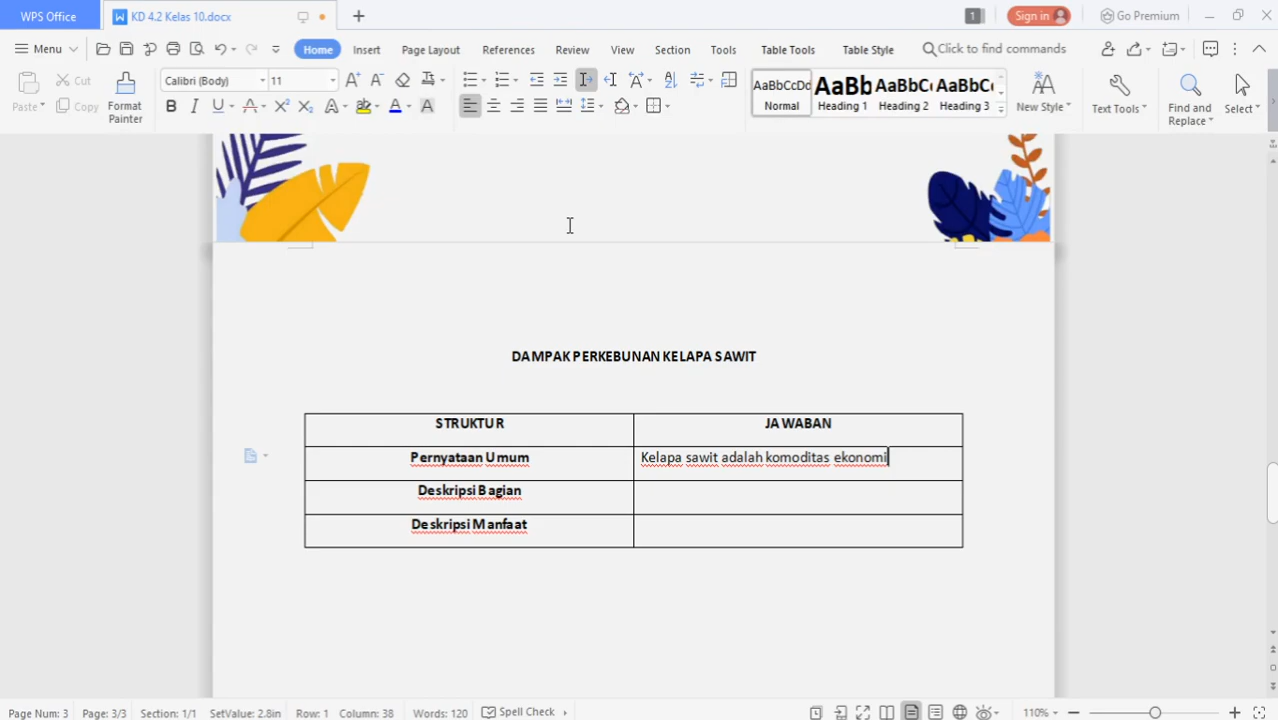 WPS Office
KD 4.2 Kelas 10.docx
1
Sign in
Go Premium
Menu
Home
Insert
Page Layout
References
Review
View
Section
Tools
Table Tools
Table Style
Click to find commands
Paste
Cut
Copy
Format
Painter
Calibri (Body)
11
AaBbCcDd
Normal
AaBb
Heading 1
AaBbC
Heading 2
AaBbC
Heading 3
New Style
Text Tools
Find and
Replace
Select
DAMPAK PERKEBUNAN KELAPA SAWIT
STRUKTUR
JAWABAN
Pernyataan Umum
Kelapa sawit adalah komoditas ekonomi
Deskripsi Bagian
Deskripsi Manfaat
Page Num: 3
Page: 3/3
Section: 1/1
SetValue: 2.8in
Row: 1
Column: 38
Words: 120
Spell Check
110%